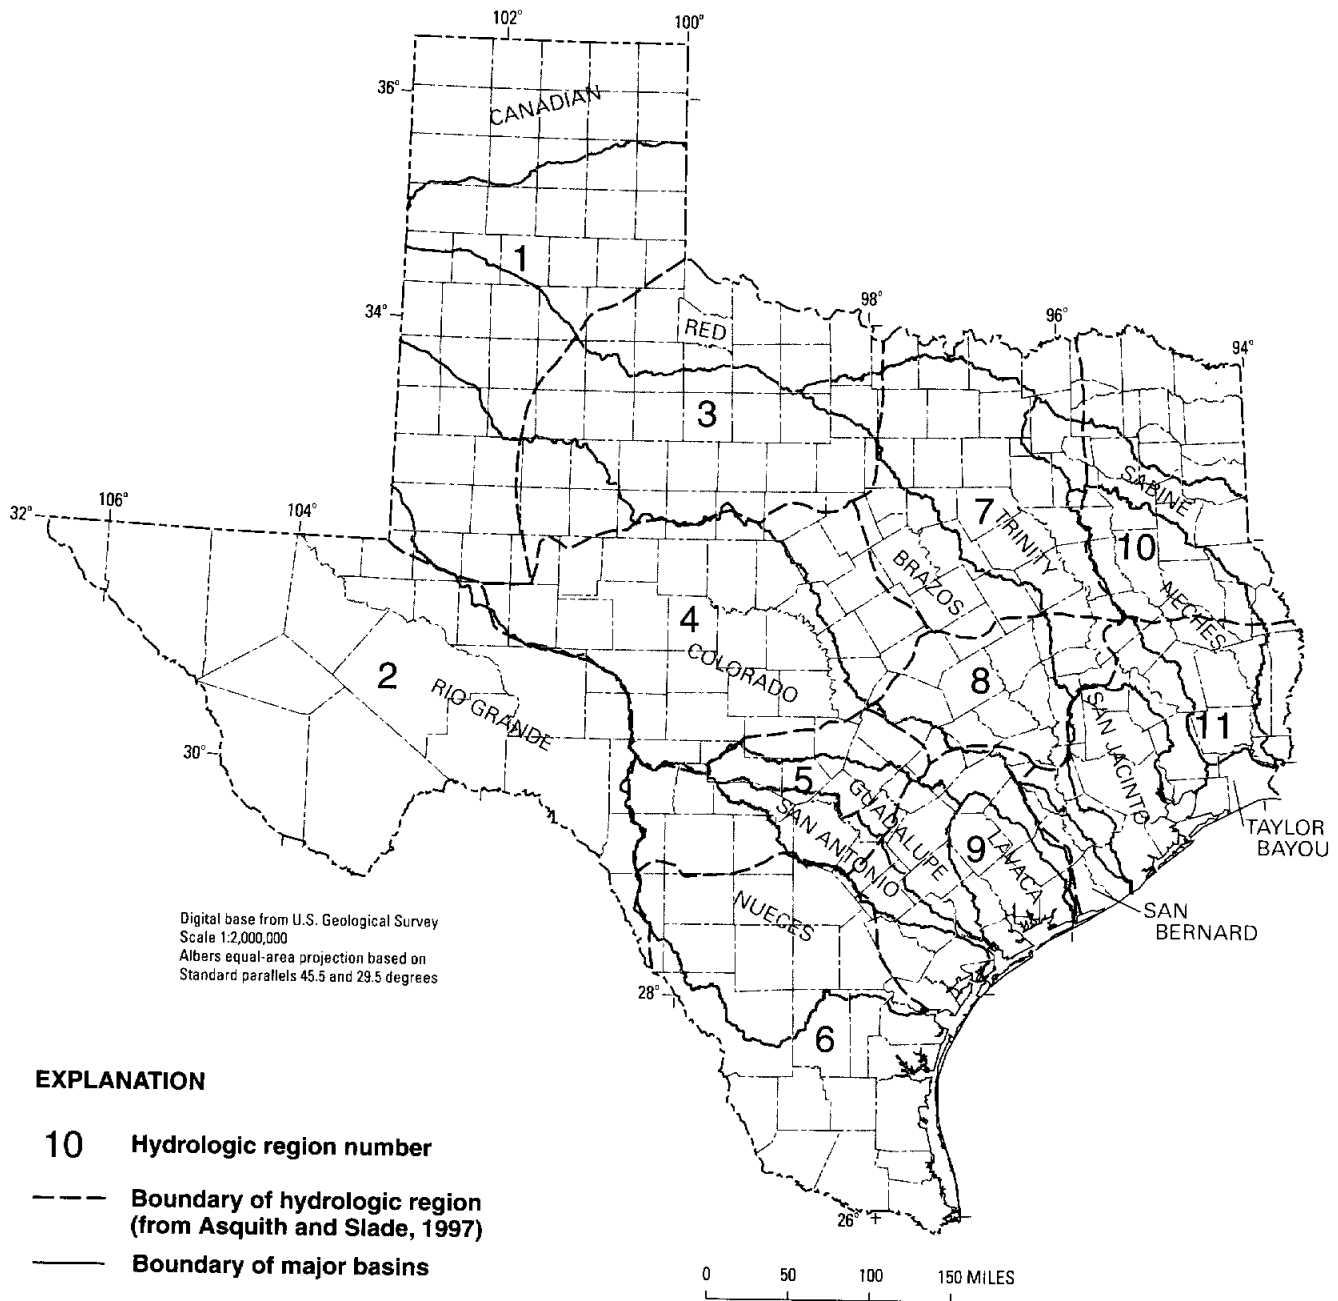 102°
100°
36°
CANADIAN
1
34°
98°
96°
94°
RED
3
SABINE
32°
106°
104°
7
TRINITY
10
BRAZOS
NECHES
4
COLORADO
2
RIO GRANDE
8
SAN JACINTO
11
30°
5
GUADALUPE
SAN ANTONIO
9
LAVACA
TAYLOR
BAYOU
NUECES
SAN
BERNARD
Digital base from U.S. Geological Survey
Scale 1:2,000,000
Albers equal-area projection based on
Standard parallels 45.5 and 29.5 degrees
28°
6
26°
EXPLANATION
10 Hydrologic region number
Boundary of hydrologic region
(from Asquith and Slade, 1997)
Boundary of major basins
0 50 100 150 MILES